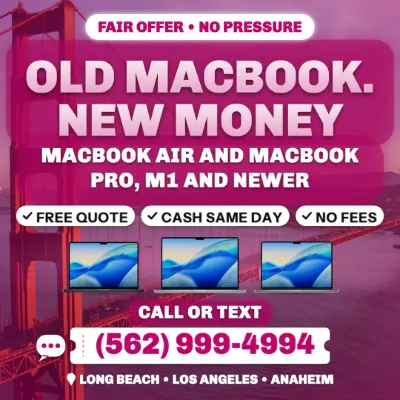 FAIR OFFER • NO PRESSURE
OLD MACBOOK.
NEW MONEY
MACBOOK AIR AND MACBOOK
PRO, M1 AND NEWER
FREE QUOTE
CASH SAME DAY
NO FEES
CALL OR TEXT
(562) 999-4994
LONG BEACH • LOS ANGELES • ANAHEIM